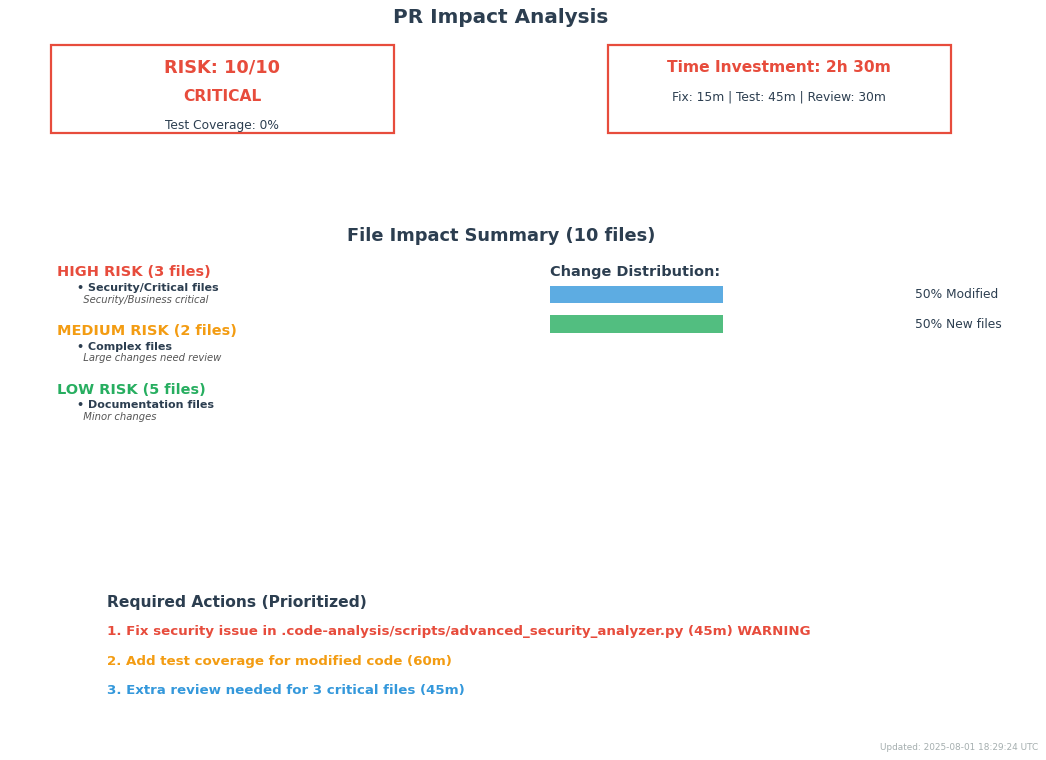 PR Impact Analysis
RISK: 10/10
CRITICAL
Test Coverage: 0%
Time Investment: 2h 30m
Fix: 15m | Test: 45m | Review: 30m
File Impact Summary (10 files)
HIGH RISK (3 files)
• Security/Critical files
Security/Business critical
MEDIUM RISK (2 files)
• Complex files
Large changes need review
LOW RISK (5 files)
• Documentation files
Minor changes
Change Distribution:
50% Modified
50% New files
Required Actions (Prioritized)
1. Fix security issue in .code-analysis/scripts/advanced_security_analyzer.py (45m) WARNING
2. Add test coverage for modified code (60m)
3. Extra review needed for 3 critical files (45m)
Updated: 2025-08-01 18:29:24 UTC